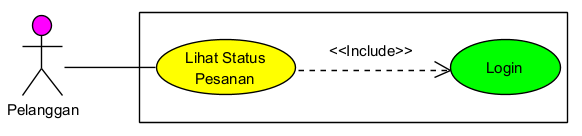 <<Include>>
Lihat Status
Pesanan
Login
Pelanggan